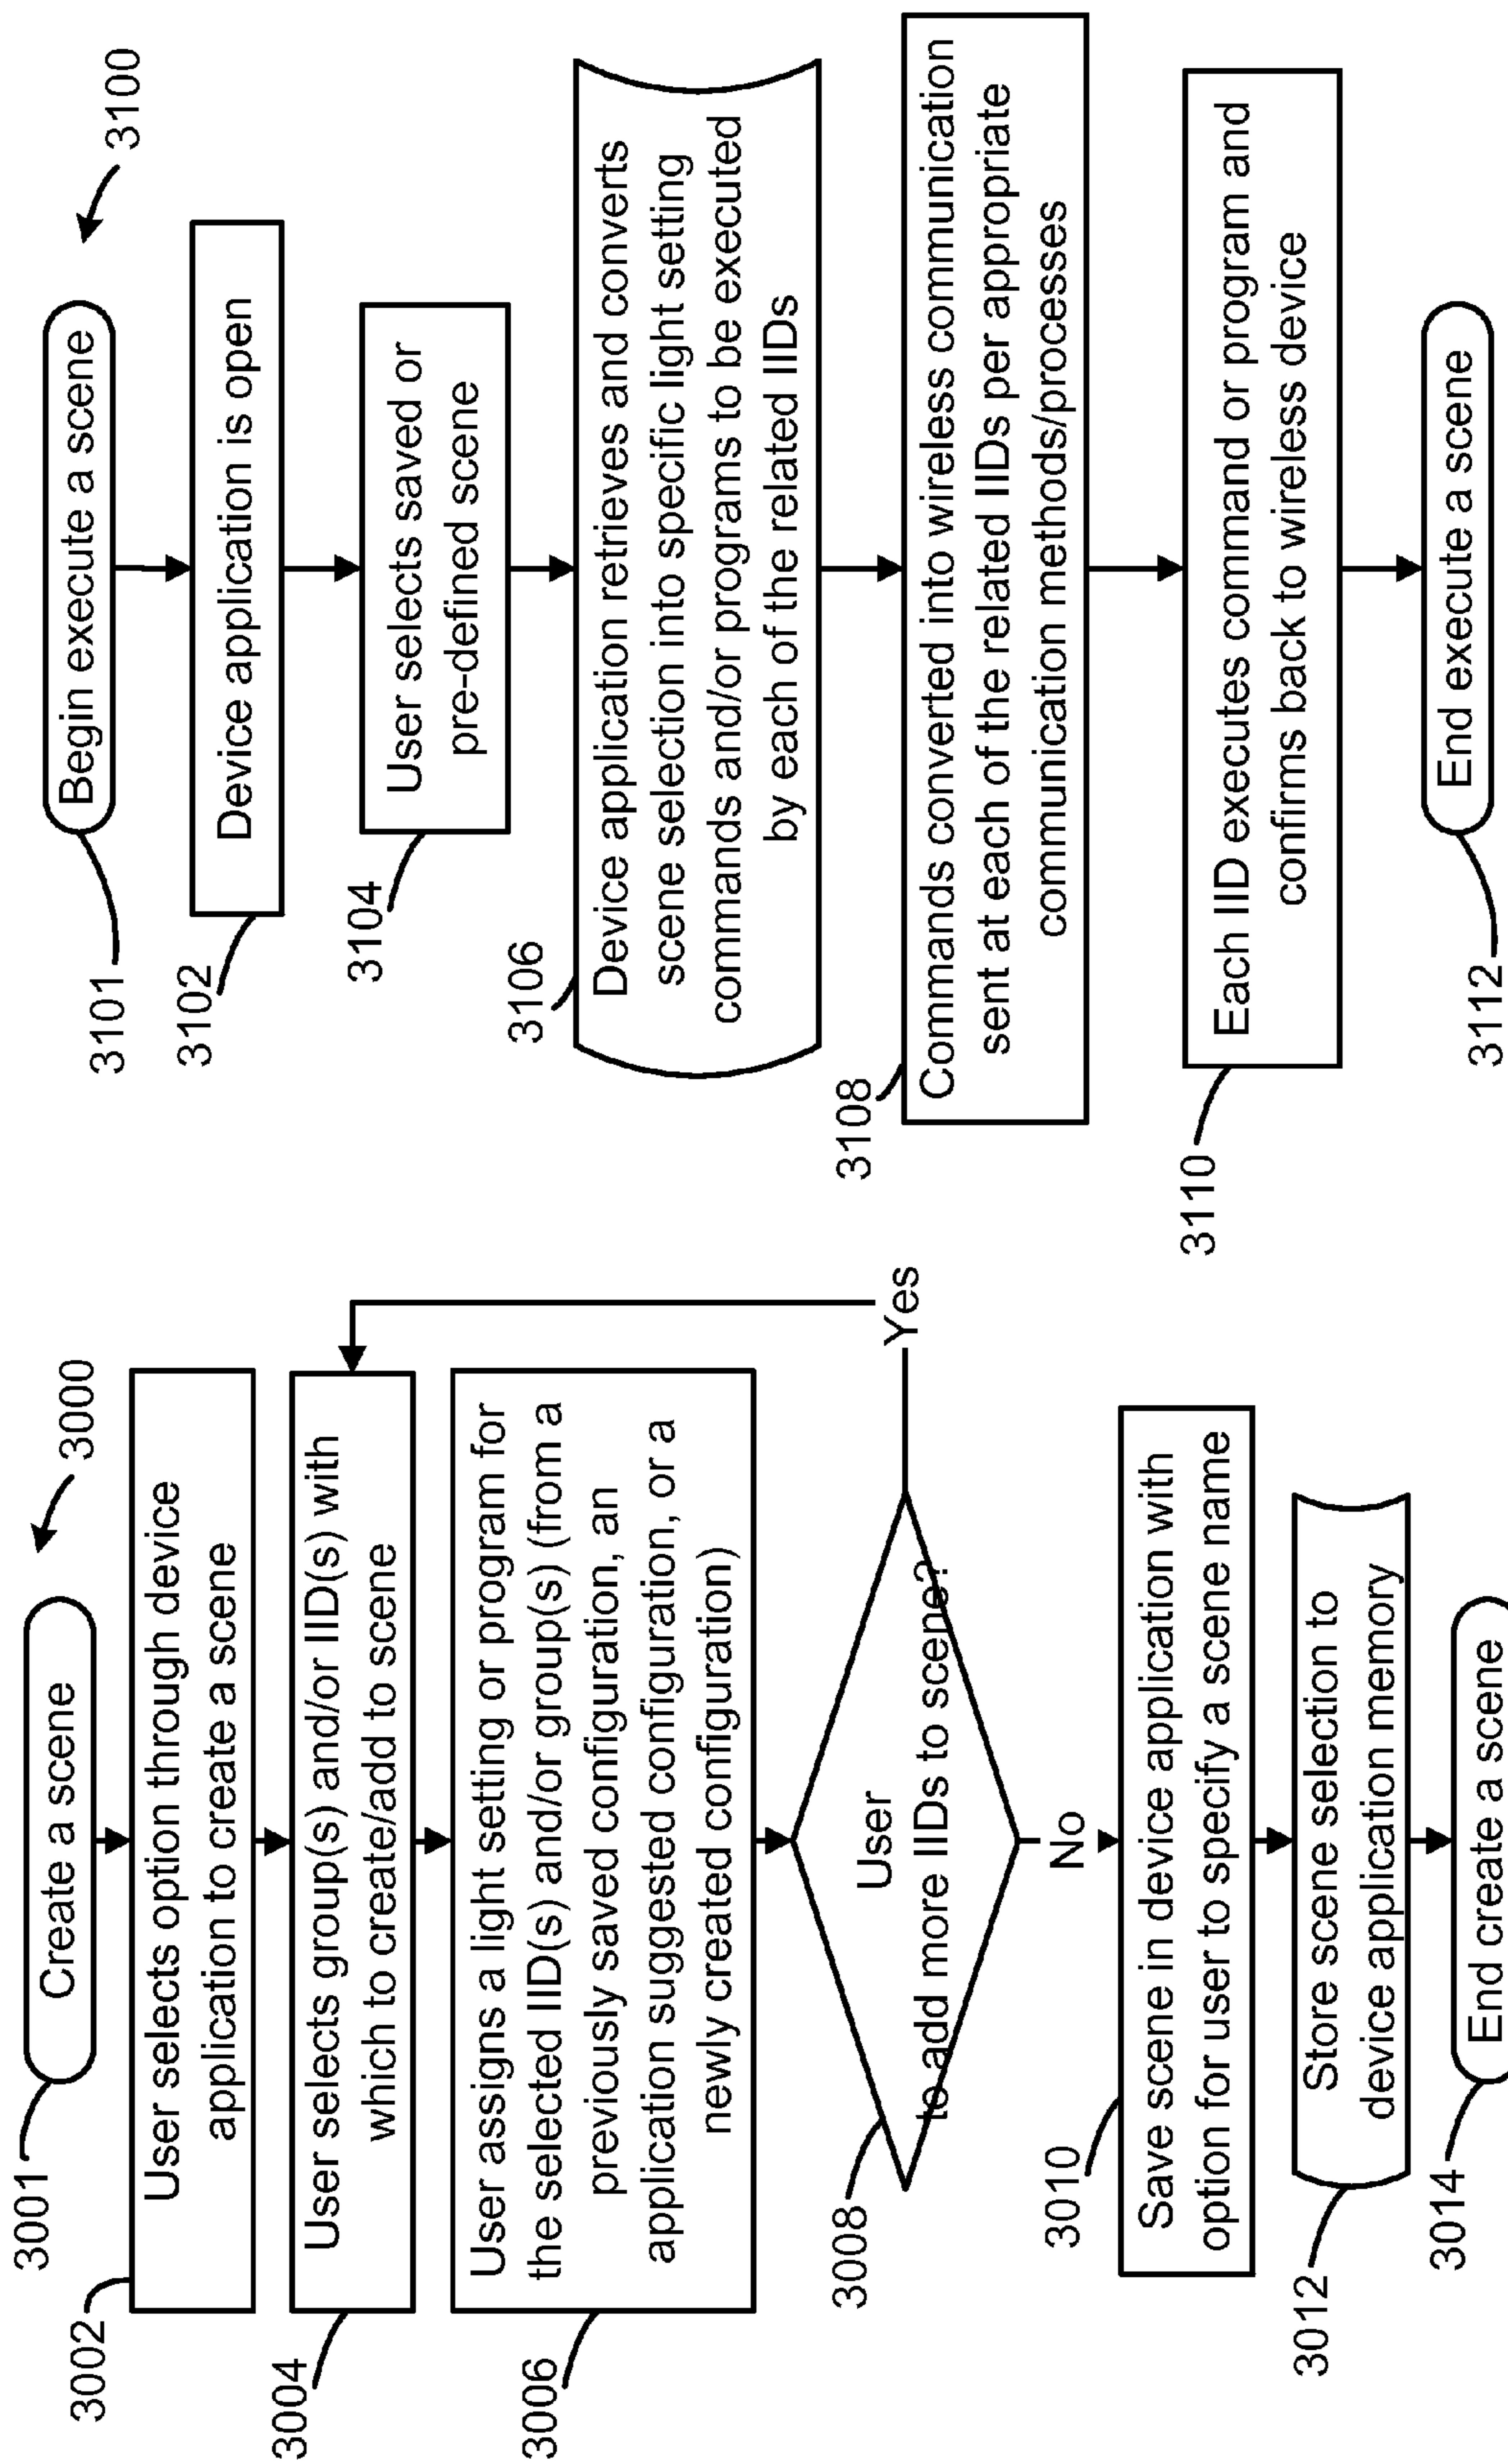 3000
3001
Create a scene
3002
User selects option through device
application to create a scene
3004
User selects group(s) and/or IID(s) with
which to create/add to scene
3006
User assigns a light setting or program for
the selected IID(s) and/or group(s) (from a
previously saved configuration, an
application suggested configuration, or a
newly created configuration)
3008
User
to add more IIDs to scene?
Yes
No
3010
Save scene in device application with
option for user to specify a scene name
3012
Store scene selection to
device application memory
3014
End create a scene
3100
3101
Begin execute a scene
3102
Device application is open
3104
User selects saved or
pre-defined scene
3106
Device application retrieves and converts
scene selection into specific light setting
commands and/or programs to be executed
by each of the related IIDs
3108
Commands converted into wireless communication
sent at each of the related IIDs per appropriate
communication methods/processes
3110
Each IID executes command or program and
confirms back to wireless device
3112
End execute a scene